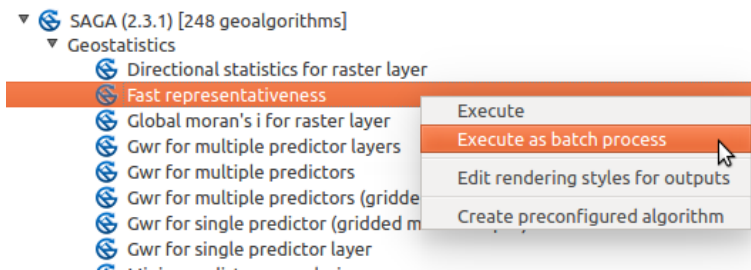 SAGA (2.3.1) [248 geoalgorithms]
Geostatistics
Directional statistics for raster layer
Fast representativeness
Global moran's i for raster layer
Gwr for multiple predictor layers
Gwr for multiple predictors
Gwr for multiple predictors (gridde
Gwr for single predictor (gridded m
Gwr for single predictor layer
Execute
Execute as batch process
Edit rendering styles for outputs
Create preconfigured algorithm